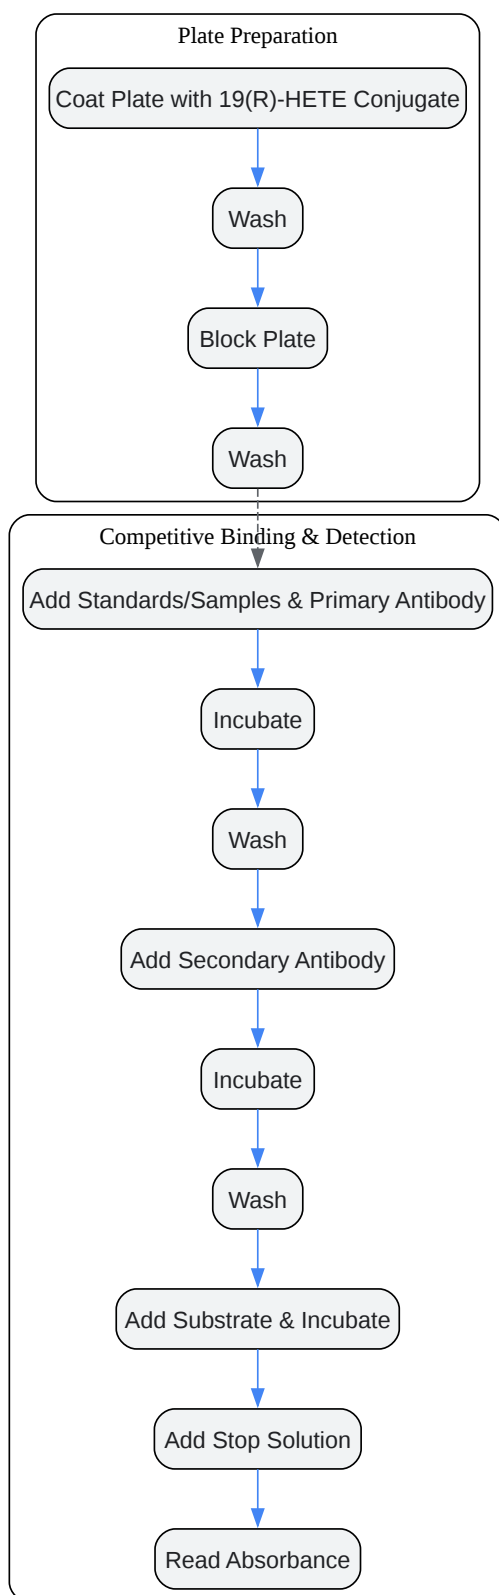 Plate Preparation
Coat Plate with 19(R)-HETE Conjugate
Wash
Block Plate
Wash
Competitive Binding & Detection
Add Standards/Samples & Primary Antibody
Incubate
Wash
Add Secondary Antibody
Incubate
Wash
Add Substrate & Incubate
Add Stop Solution
Read Absorbance